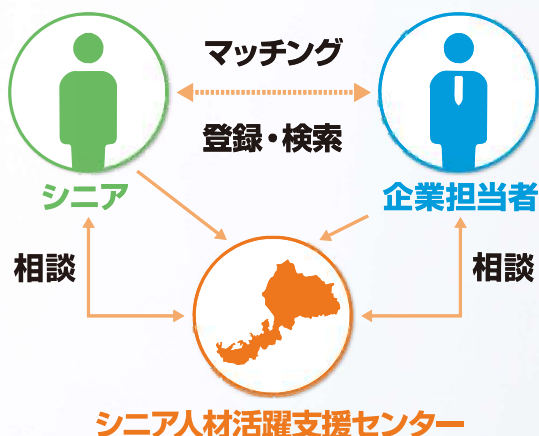 マッチング
登録・検索
シニア
企業担当者
相談
相談
シニア人材活躍支援センター